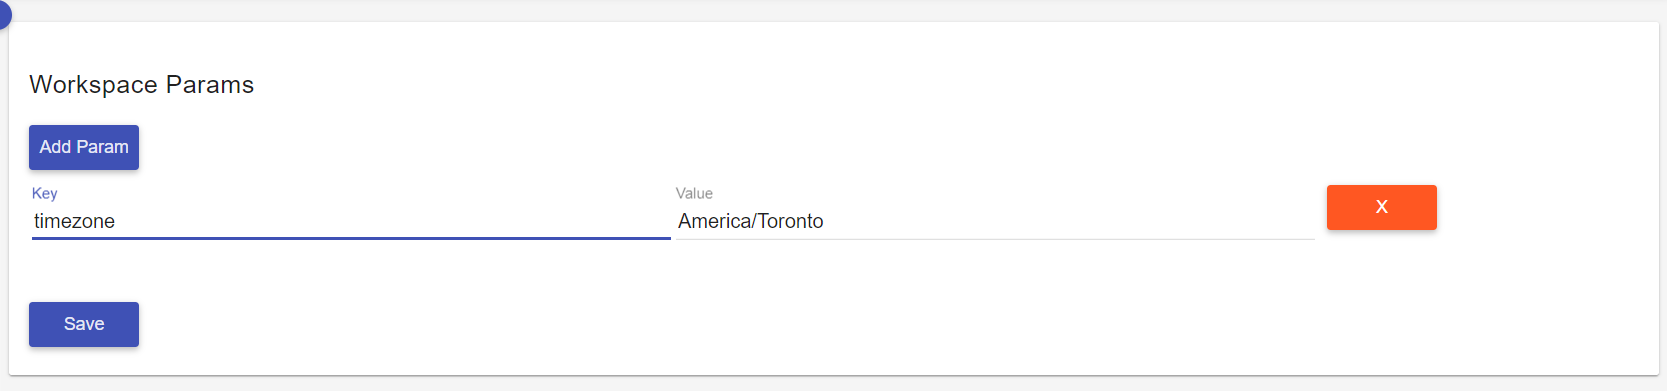 Workspace Params
Add Param
Key
Value
timezone
America/Toronto
X
Save